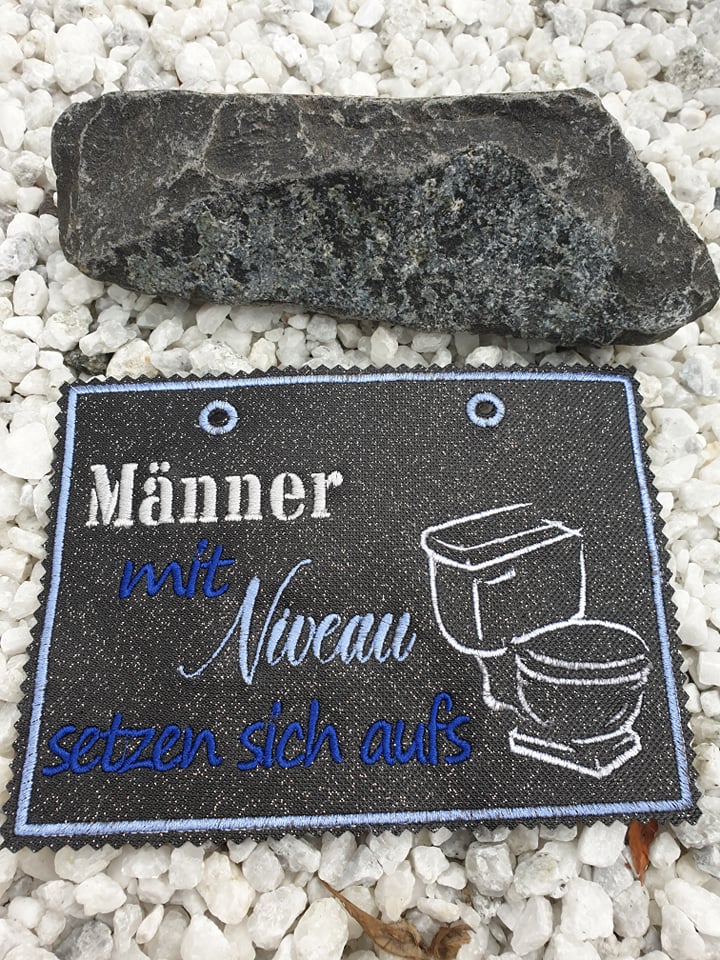 Männer
mit
Niveau
setzen sich aufs